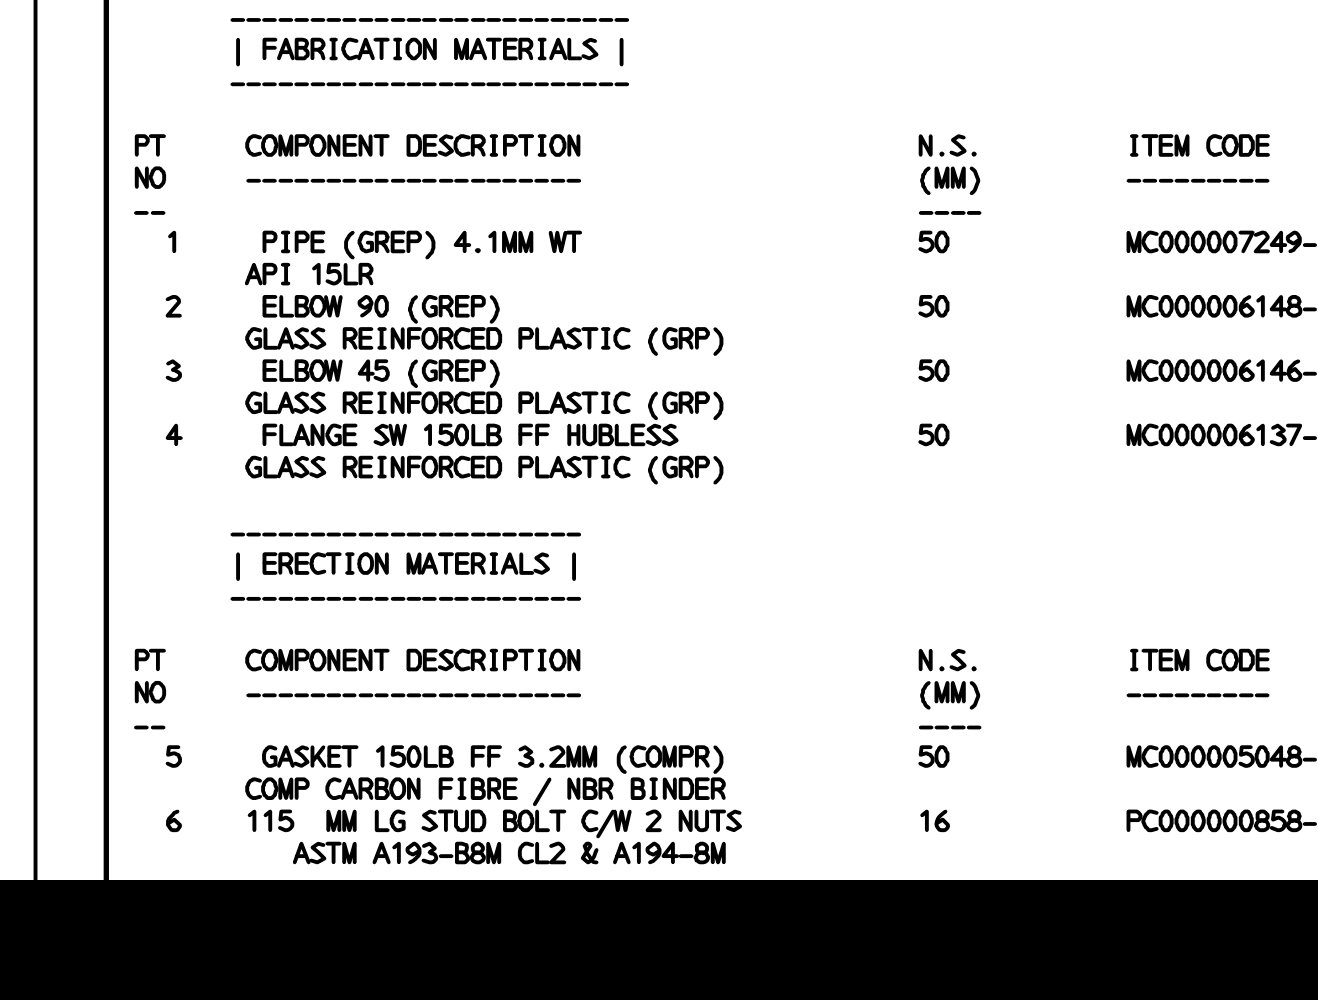 ------------------------- 
| FABRICATION MATERIALS |
-------------------------
PT COMPONENT DESCRIPTION N.S. ITEM CODE
NO --------------------- (MM) ---------
-- ----
1 PIPE (GREP) 4.1MM WT 50 MC000007249-
API 15LR
2 ELBOW 90 (GREP) 50 MC000006148-
GLASS REINFORCED PLASTIC (GRP)
3 ELBOW 45 (GREP) 50 MC000006146-
GLASS REINFORCED PLASTIC (GRP)
4 FLANGE SW 150LB FF HUBLESS 50 MC000006137-
GLASS REINFORCED PLASTIC (GRP)
----------------------
| ERECTION MATERIALS |
----------------------
PT COMPONENT DESCRIPTION N.S. ITEM CODE
NO --------------------- (MM) ---------
-- ----
5 GASKET 150LB FF 3.2MM (COMPR) 50 MC000005048-
COMP CARBON FIBRE / NBR BINDER
6 115 MM LG STUD BOLT C/W 2 NUTS 16 PC000000858-
ASTM A193-B8M CL2 & A194-8M